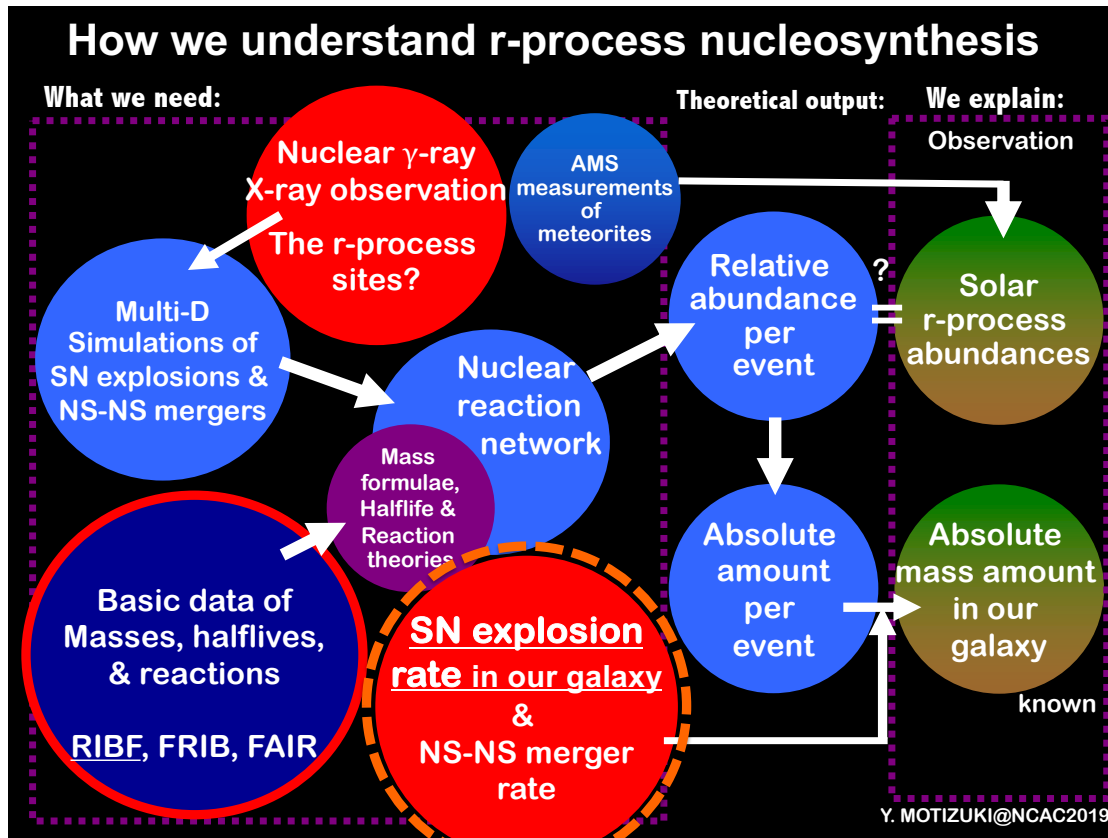 How we understand r-process nucleosynthesis
What we need:
Theoretical output:
We explain:
Observation
Nuclear γ-ray
X-ray observation
The r-process
sites?
AMS
measurements
of
meteorites
Multi-D
Simulations of
SN explosions &
NS-NS mergers
Nuclear
reaction
network
Mass
formulae,
Halflife &
Reaction
theories
Basic data of
Masses, halflives,
& reactions
RIBF, FRIB, FAIR
SN explosion
rate in our galaxy
&
NS-NS merger
rate
Relative
abundance
per
event
?
=
Solar
r-process
abundances
Absolute
amount
per
event
Absolute
mass amount
in our
galaxy
known
Y. MOTIZUKI@NCAC2019